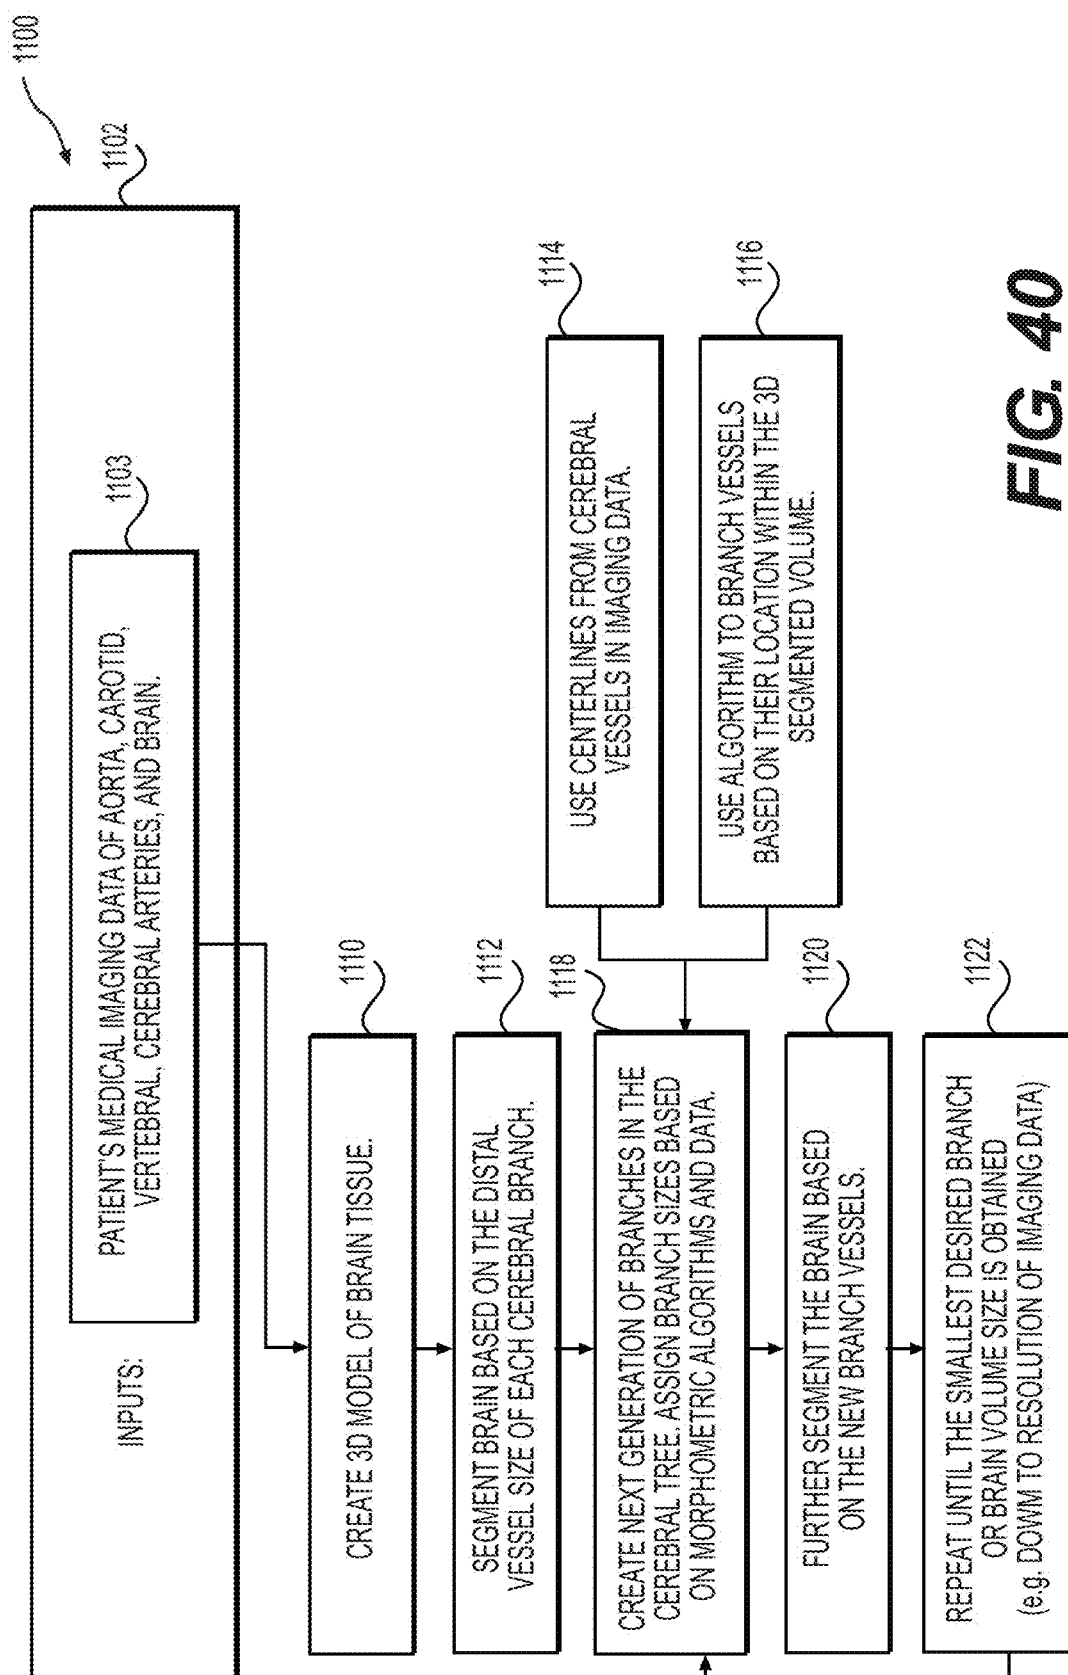 1100
1102
INPUTS:
1103
PATIENT'S MEDICAL IMAGING DATA OF AORTA, CAROTID,
VERTEBRAL, CEREBRAL ARTERIES, AND BRAIN.
1110
CREATE 3D MODEL OF BRAIN TISSUE.
1112
SEGMENT BRAIN BASED ON THE DISTAL
VESSEL SIZE OF EACH CEREBRAL BRANCH.
1114
USE CENTERLINES FROM CEREBRAL
VESSELS IN IMAGING DATA.
1116
USE ALGORITHM TO BRANCH VESSELS
BASED ON THEIR LOCATION WITHIN THE 3D
SEGMENTED VOLUME.
1118
CREATE NEXT GENERATION OF BRANCHES IN THE
CEREBRAL TREE. ASSIGN BRANCH SIZES BASED
ON MORPHOMETRIC ALGORITHMS AND DATA.
1120
FURTHER SEGMENT THE BRAIN BASED
ON THE NEW BRANCH VESSELS.
1122
REPEAT UNTIL THE SMALLEST DESIRED BRANCH
OR BRAIN VOLUME SIZE IS OBTAINED
(e.g. DOWM TO RESOLUTION OF IMAGING DATA)
FIG. 40